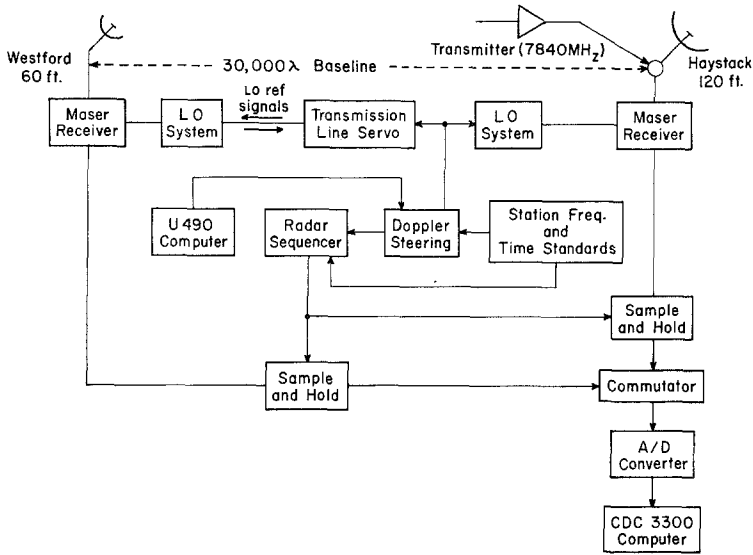 Westford
60 ft.
30,000λ Baseline
Transmitter (7840MHz)
Haystack
120 ft.
Maser
Receiver
LO
System
LO ref
signals
Transmission
Line Servo
LO
System
Maser
Receiver
U490
Computer
Radar
Sequencer
Doppler
Steering
Station Freq.
and
Time Standards
Sample
and Hold
Sample
and Hold
Commutator
A/D
Converter
CDC 3300
Computer